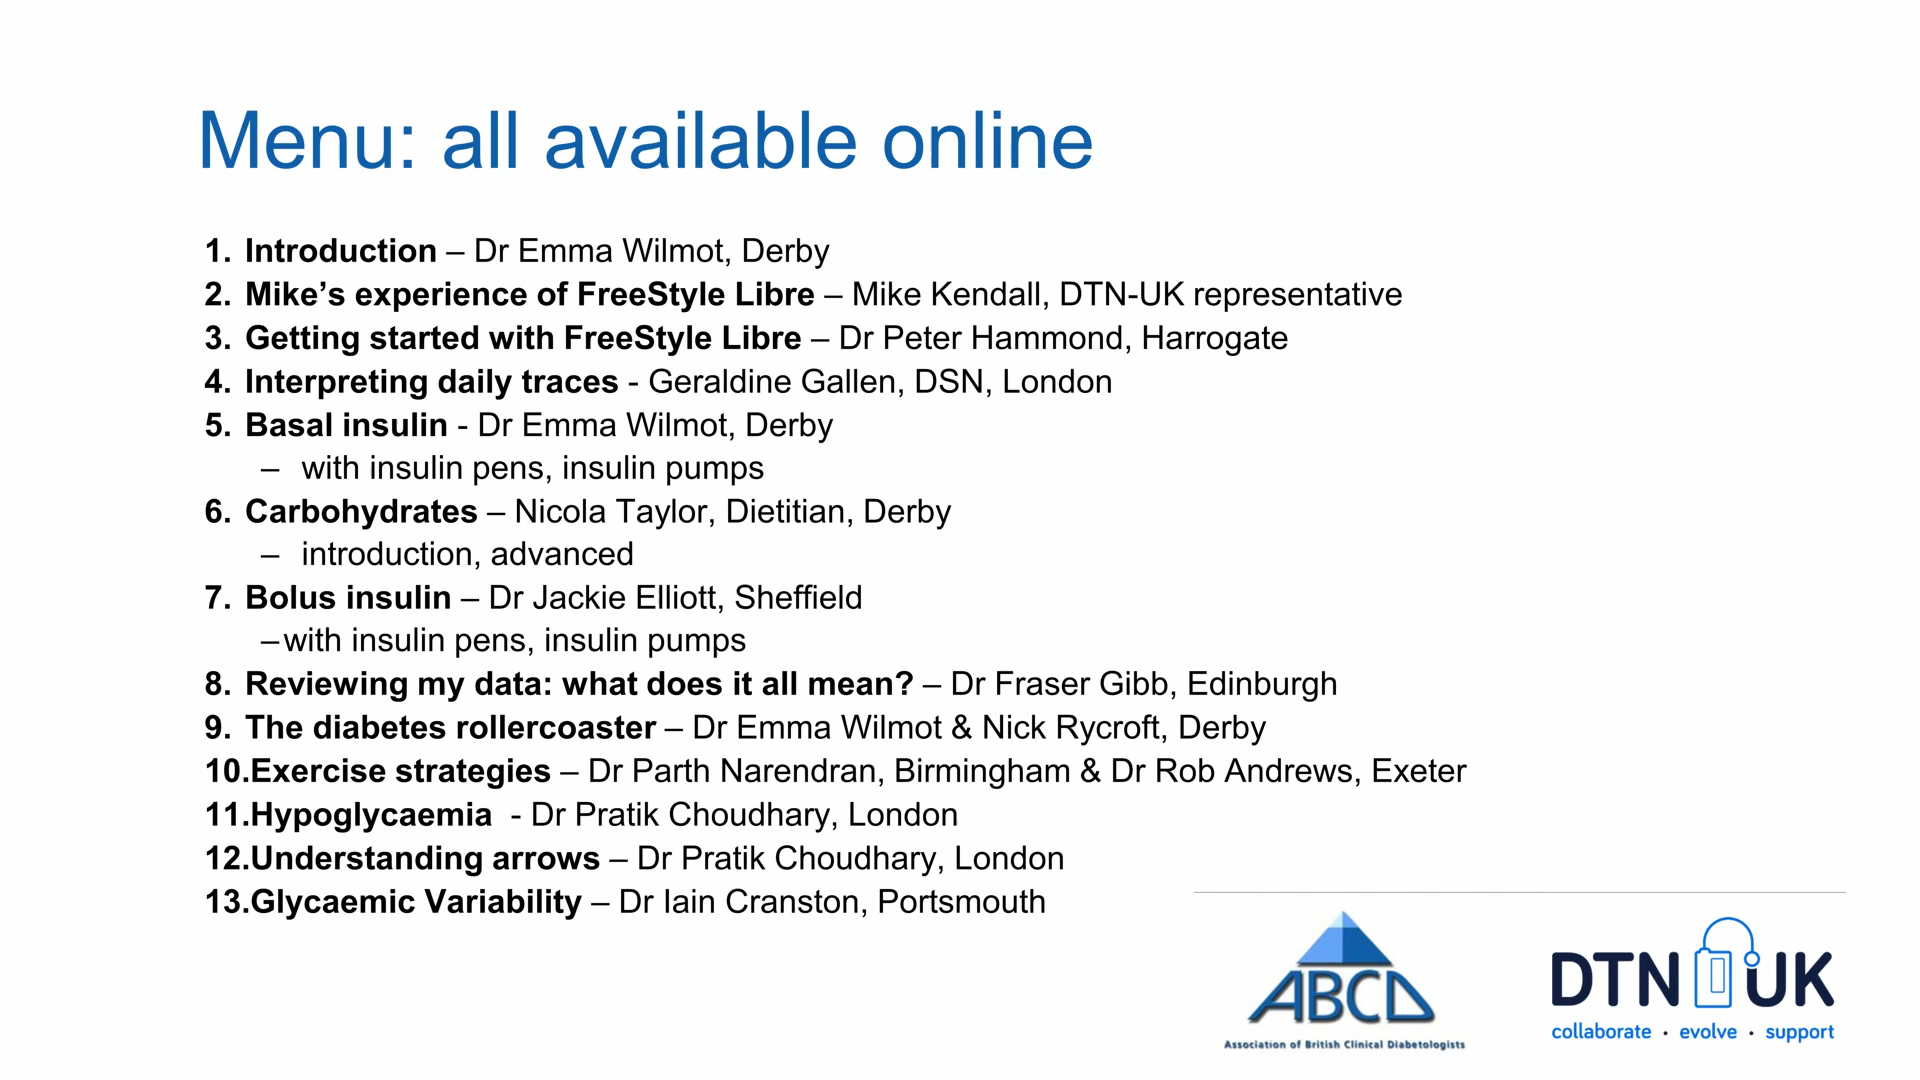 Menu: all available online
1. Introduction – Dr Emma Wilmot, Derby
2. Mike’s experience of FreeStyle Libre – Mike Kendall, DTN-UK representative
3. Getting started with FreeStyle Libre – Dr Peter Hammond, Harrogate
4. Interpreting daily traces - Geraldine Gallen, DSN, London
5. Basal insulin - Dr Emma Wilmot, Derby
– with insulin pens, insulin pumps
6. Carbohydrates – Nicola Taylor, Dietitian, Derby
– introduction, advanced
7. Bolus insulin – Dr Jackie Elliott, Sheffield
–with insulin pens, insulin pumps
8. Reviewing my data: what does it all mean? – Dr Fraser Gibb, Edinburgh
9. The diabetes rollercoaster – Dr Emma Wilmot & Nick Rycroft, Derby
10.Exercise strategies – Dr Parth Narendran, Birmingham & Dr Rob Andrews, Exeter
11.Hypoglycaemia - Dr Pratik Choudhary, London
12.Understanding arrows – Dr Pratik Choudhary, London
13.Glycaemic Variability – Dr Iain Cranston, Portsmouth
ABCD
Association of British Clinical Diabetologists
DTN UK
collaborate · evolve · support